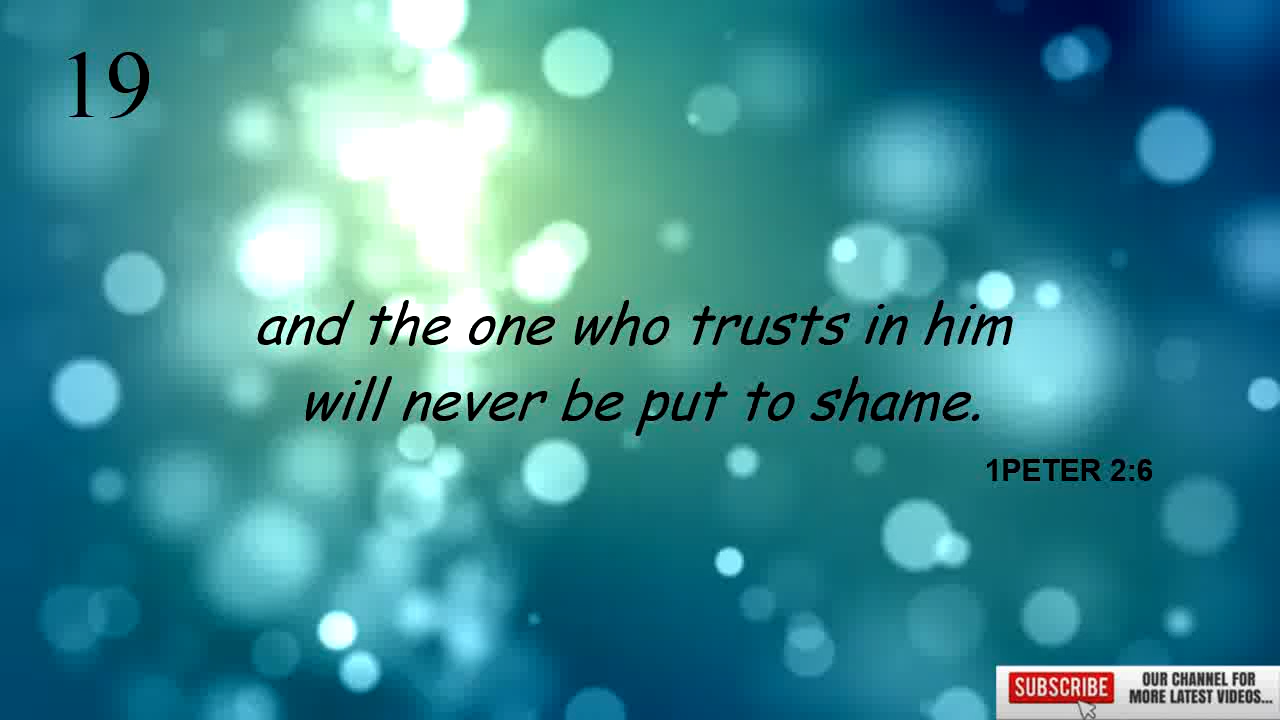 19
and the one who trusts in him
will never be put to shame.
1PETER 2:6
SUBSCRIBE
OUR CHANNEL FOR
MORE LATEST VIDEOS...